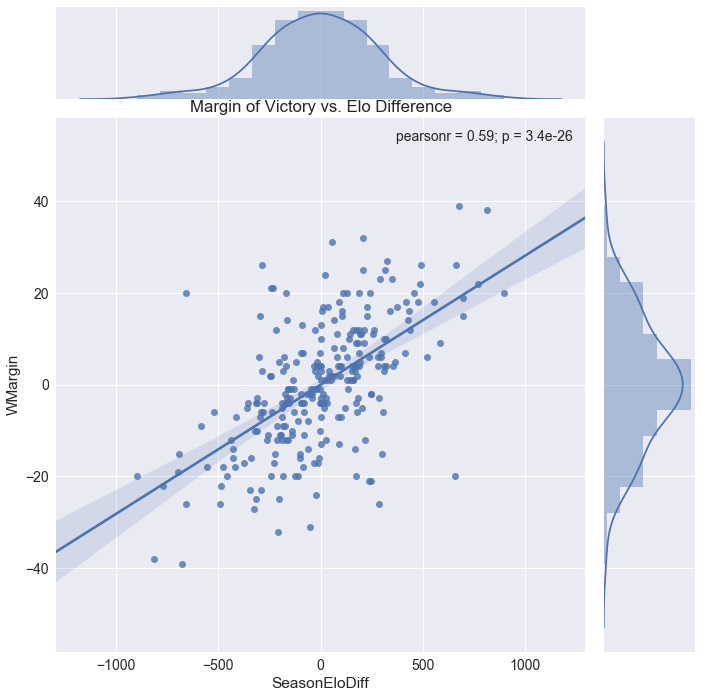 Margin of Victory vs. Elo Difference
pearsonr = 0.59; p = 3.4e-26
40
20
0
−20
−40
WMargin
−1000 −500 0 500 1000
SeasonEloDiff